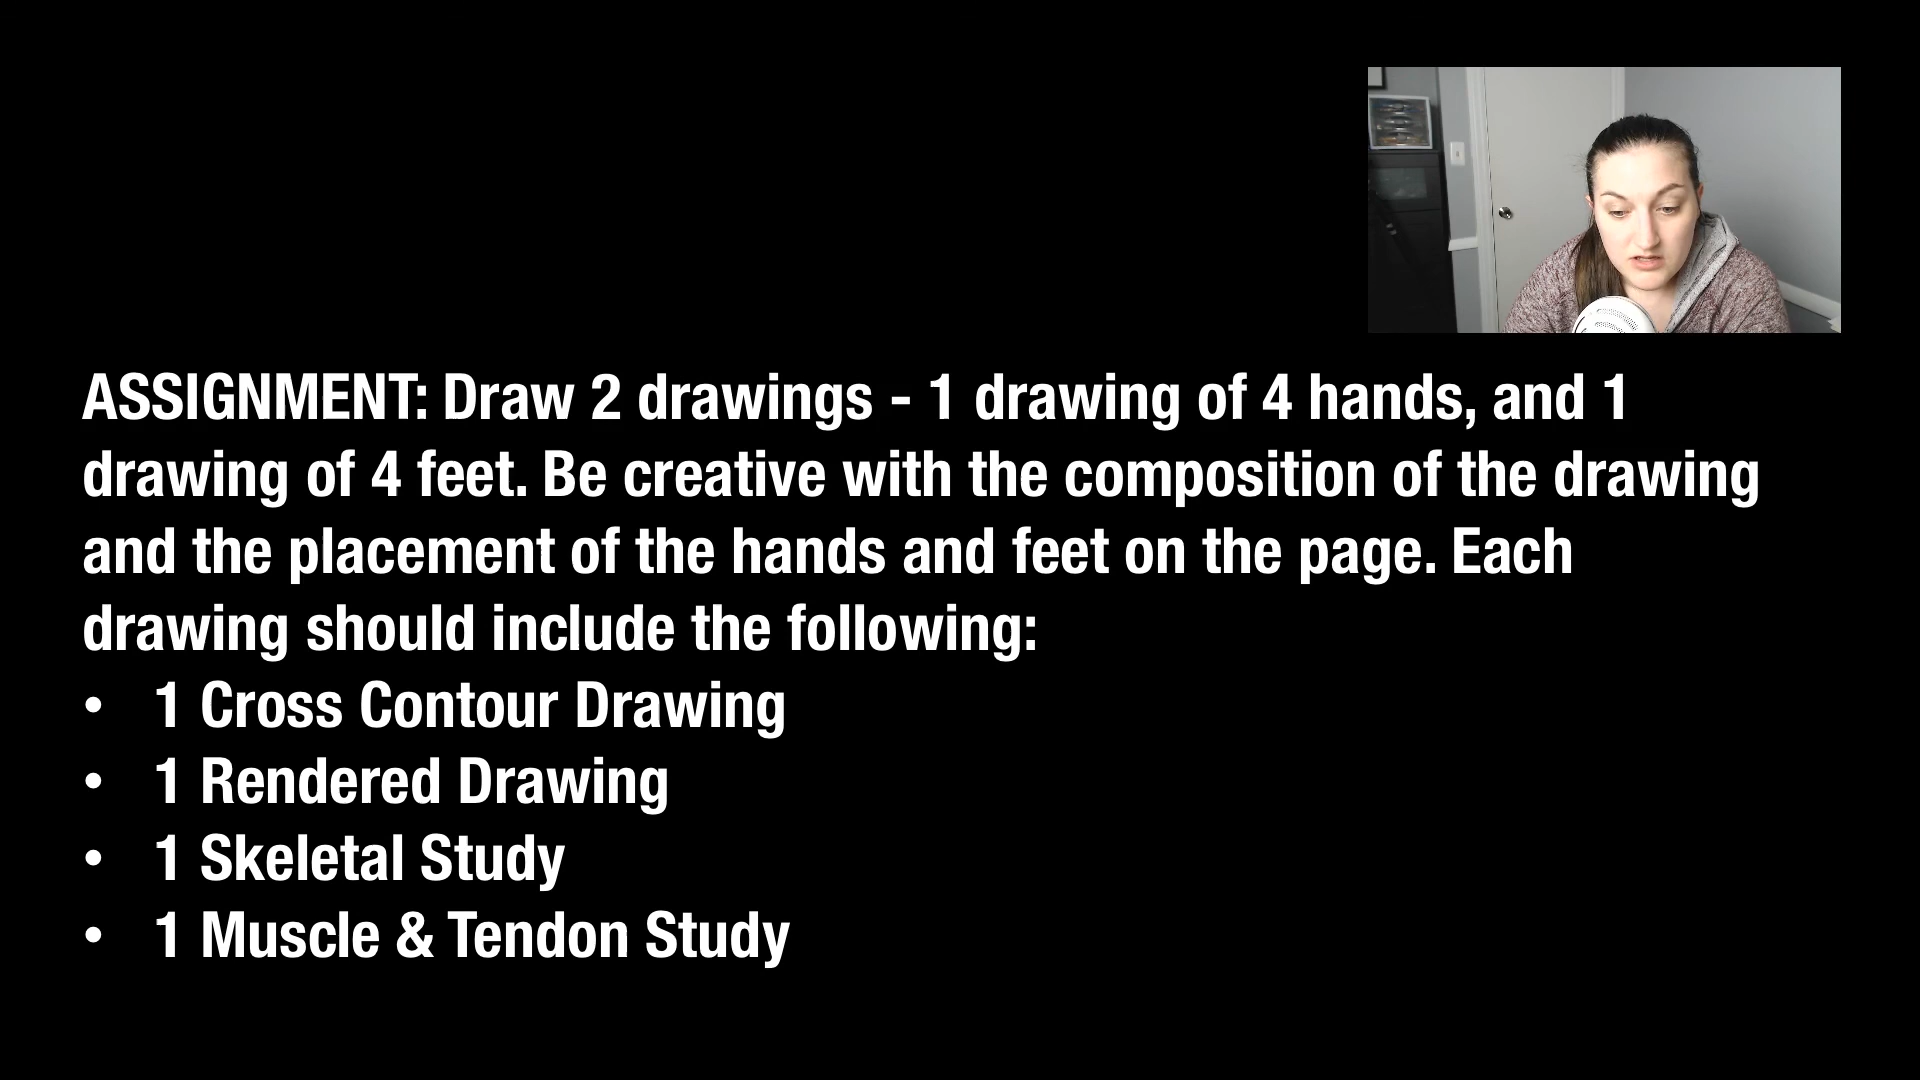 ASSIGNMENT: Draw 2 drawings - 1 drawing of 4 hands, and 1
drawing of 4 feet. Be creative with the composition of the drawing
and the placement of the hands and feet on the page. Each
drawing should include the following:
• 1 Cross Contour Drawing
• 1 Rendered Drawing
• 1 Skeletal Study
• 1 Muscle & Tendon Study